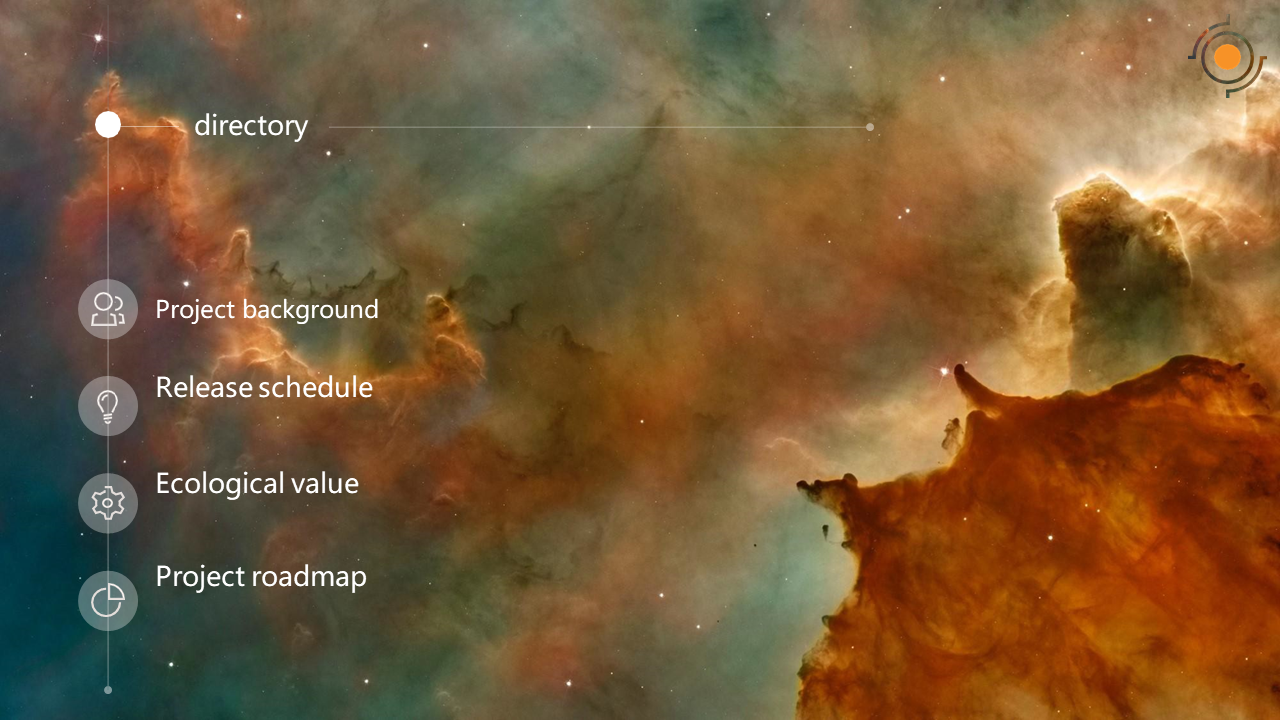 directory
Project background
Release schedule
Ecological value
Project roadmap